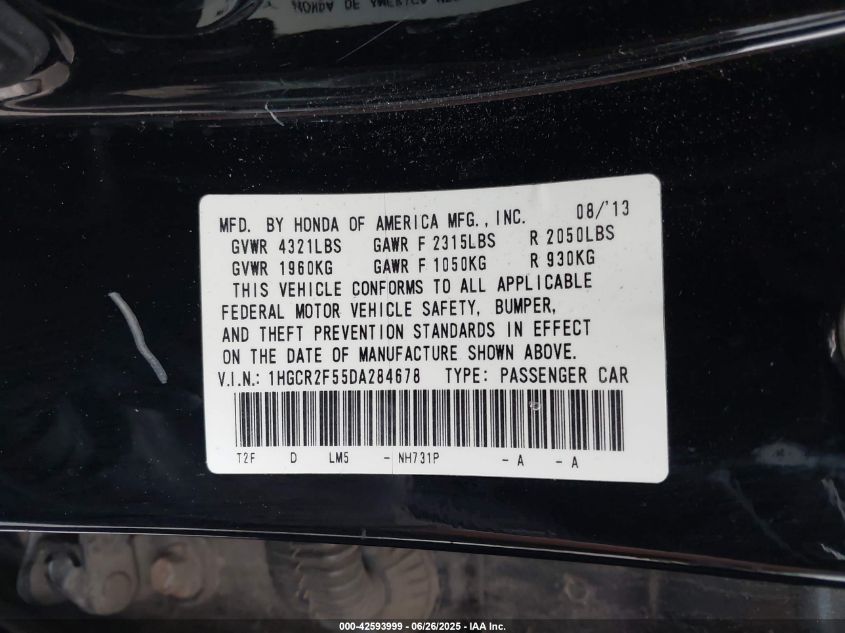 HONDA OF AMERICA
MFD. BY HONDA OF AMERICA MFG., INC. 08/'13
GVWR 4321LBS GAWR F 2315LBS R 2050LBS
GVWR 1960KG GAWR F 1050KG R 930KG
THIS VEHICLE CONFORMS TO ALL APPLICABLE
FEDERAL MOTOR VEHICLE SAFETY, BUMPER,
AND THEFT PREVENTION STANDARDS IN EFFECT
ON THE DATE OF MANUFACTURE SHOWN ABOVE.
V.I.N.: 1HGCR2F55DA284678 TYPE: PASSENGER CAR
T2F D LM5 - NH731P - A - A
000-42593999 - 06/26/2025 - IAA Inc.